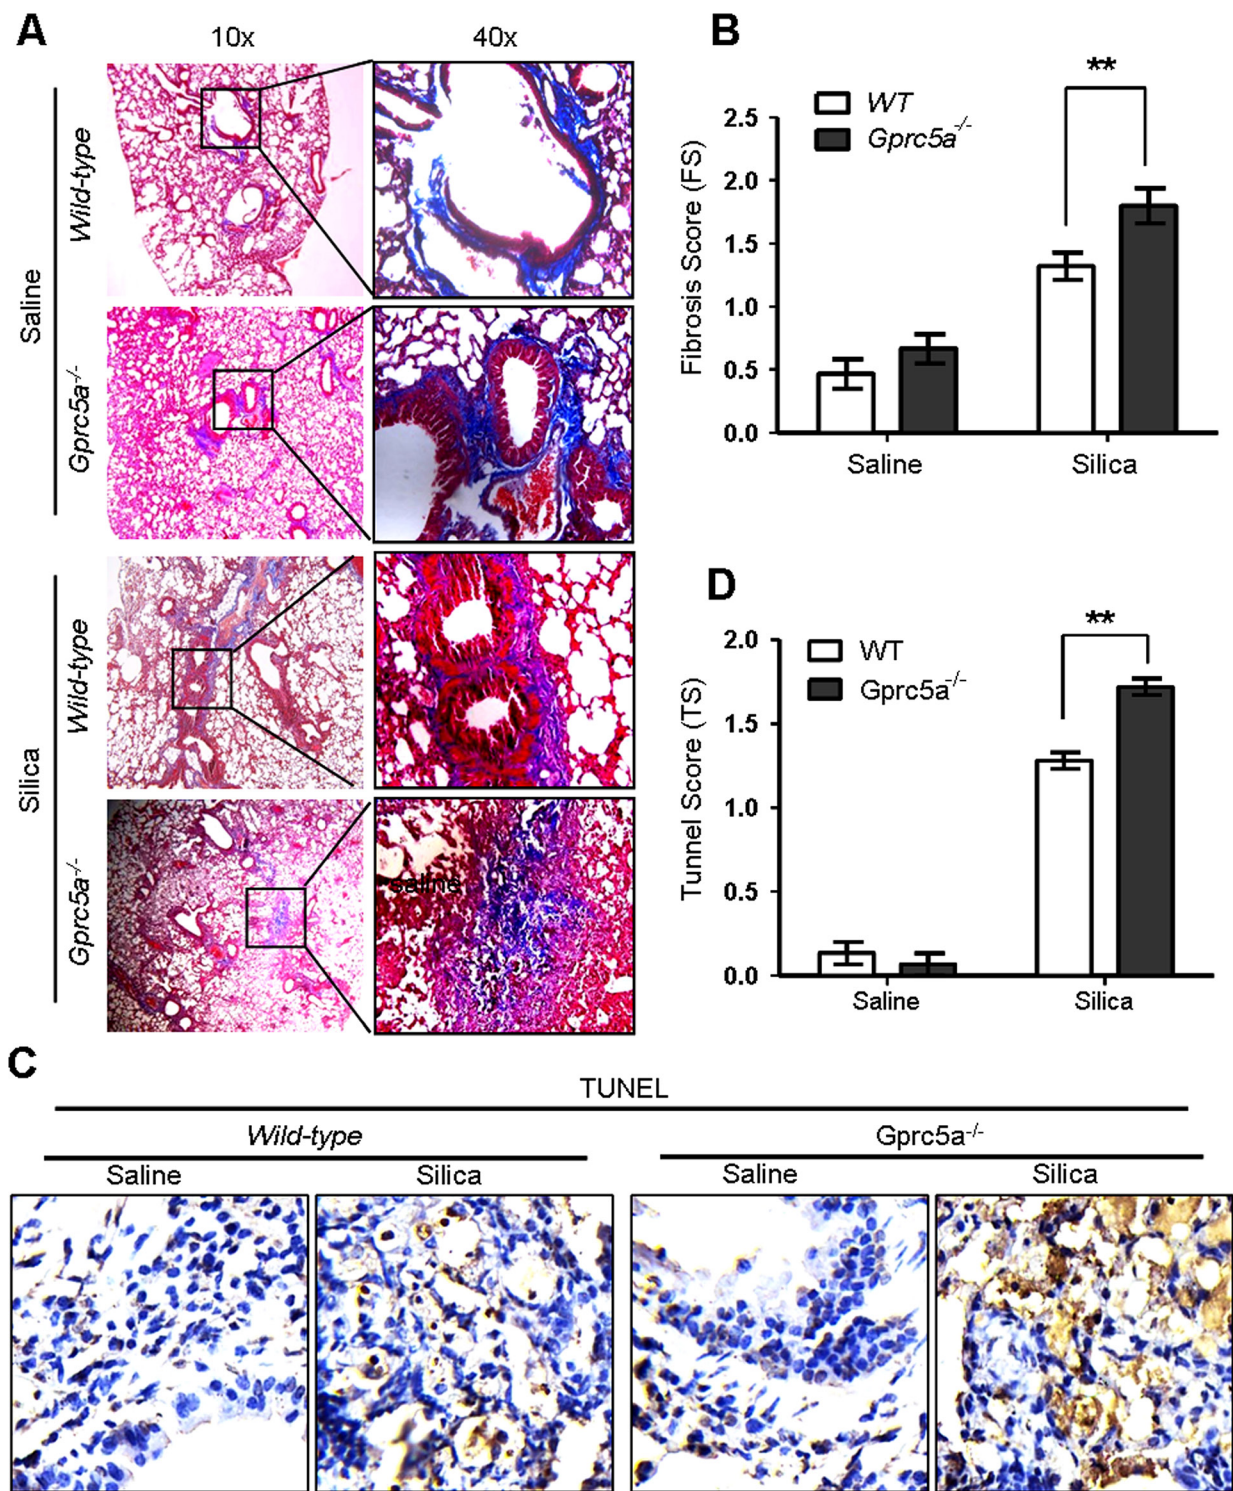 A
10x
40x
Saline
Wild-type
Gprc5a-/-
Silica
Wild-type
Gprc5a-/-
saline
B
**
WT
Gprc5a-/-
Fibrosis Score (FS)
2.5
2.0
1.5
1.0
0.5
0.0
Saline
Silica
D
**
WT
Gprc5a-/-
Tunnel Score (TS)
2.0
1.5
1.0
0.5
0.0
Saline
Silica
C
TUNEL
Wild-type
Gprc5a-/-
Saline
Silica
Saline
Silica